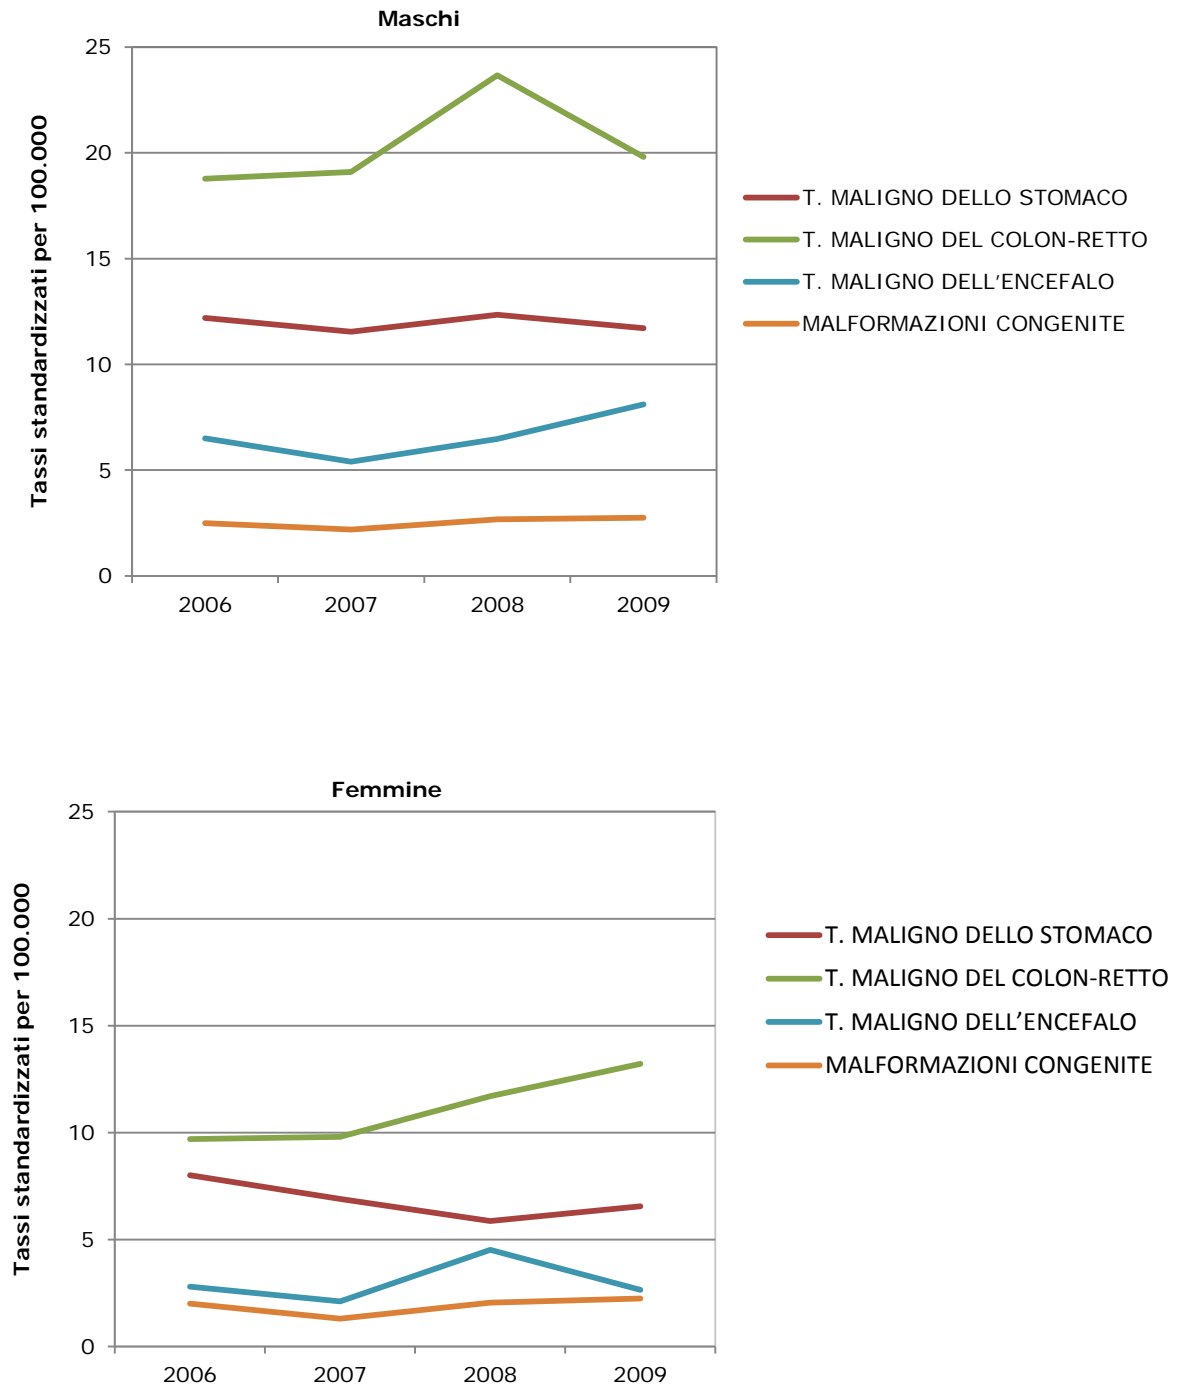 Maschi
Tassi standardizzati per 100.000
25
20
15
10
5
0
2006 2007 2008 2009
T. MALIGNO DELLO STOMACO
T. MALIGNO DEL COLON-RETTO
T. MALIGNO DELL'ENCEFALO
MALFORMAZIONI CONGENITE
Femmine
Tassi standardizzati per 100.000
25
20
15
10
5
0
2006 2007 2008 2009
T. MALIGNO DELLO STOMACO
T. MALIGNO DEL COLON-RETTO
T. MALIGNO DELL'ENCEFALO
MALFORMAZIONI CONGENITE